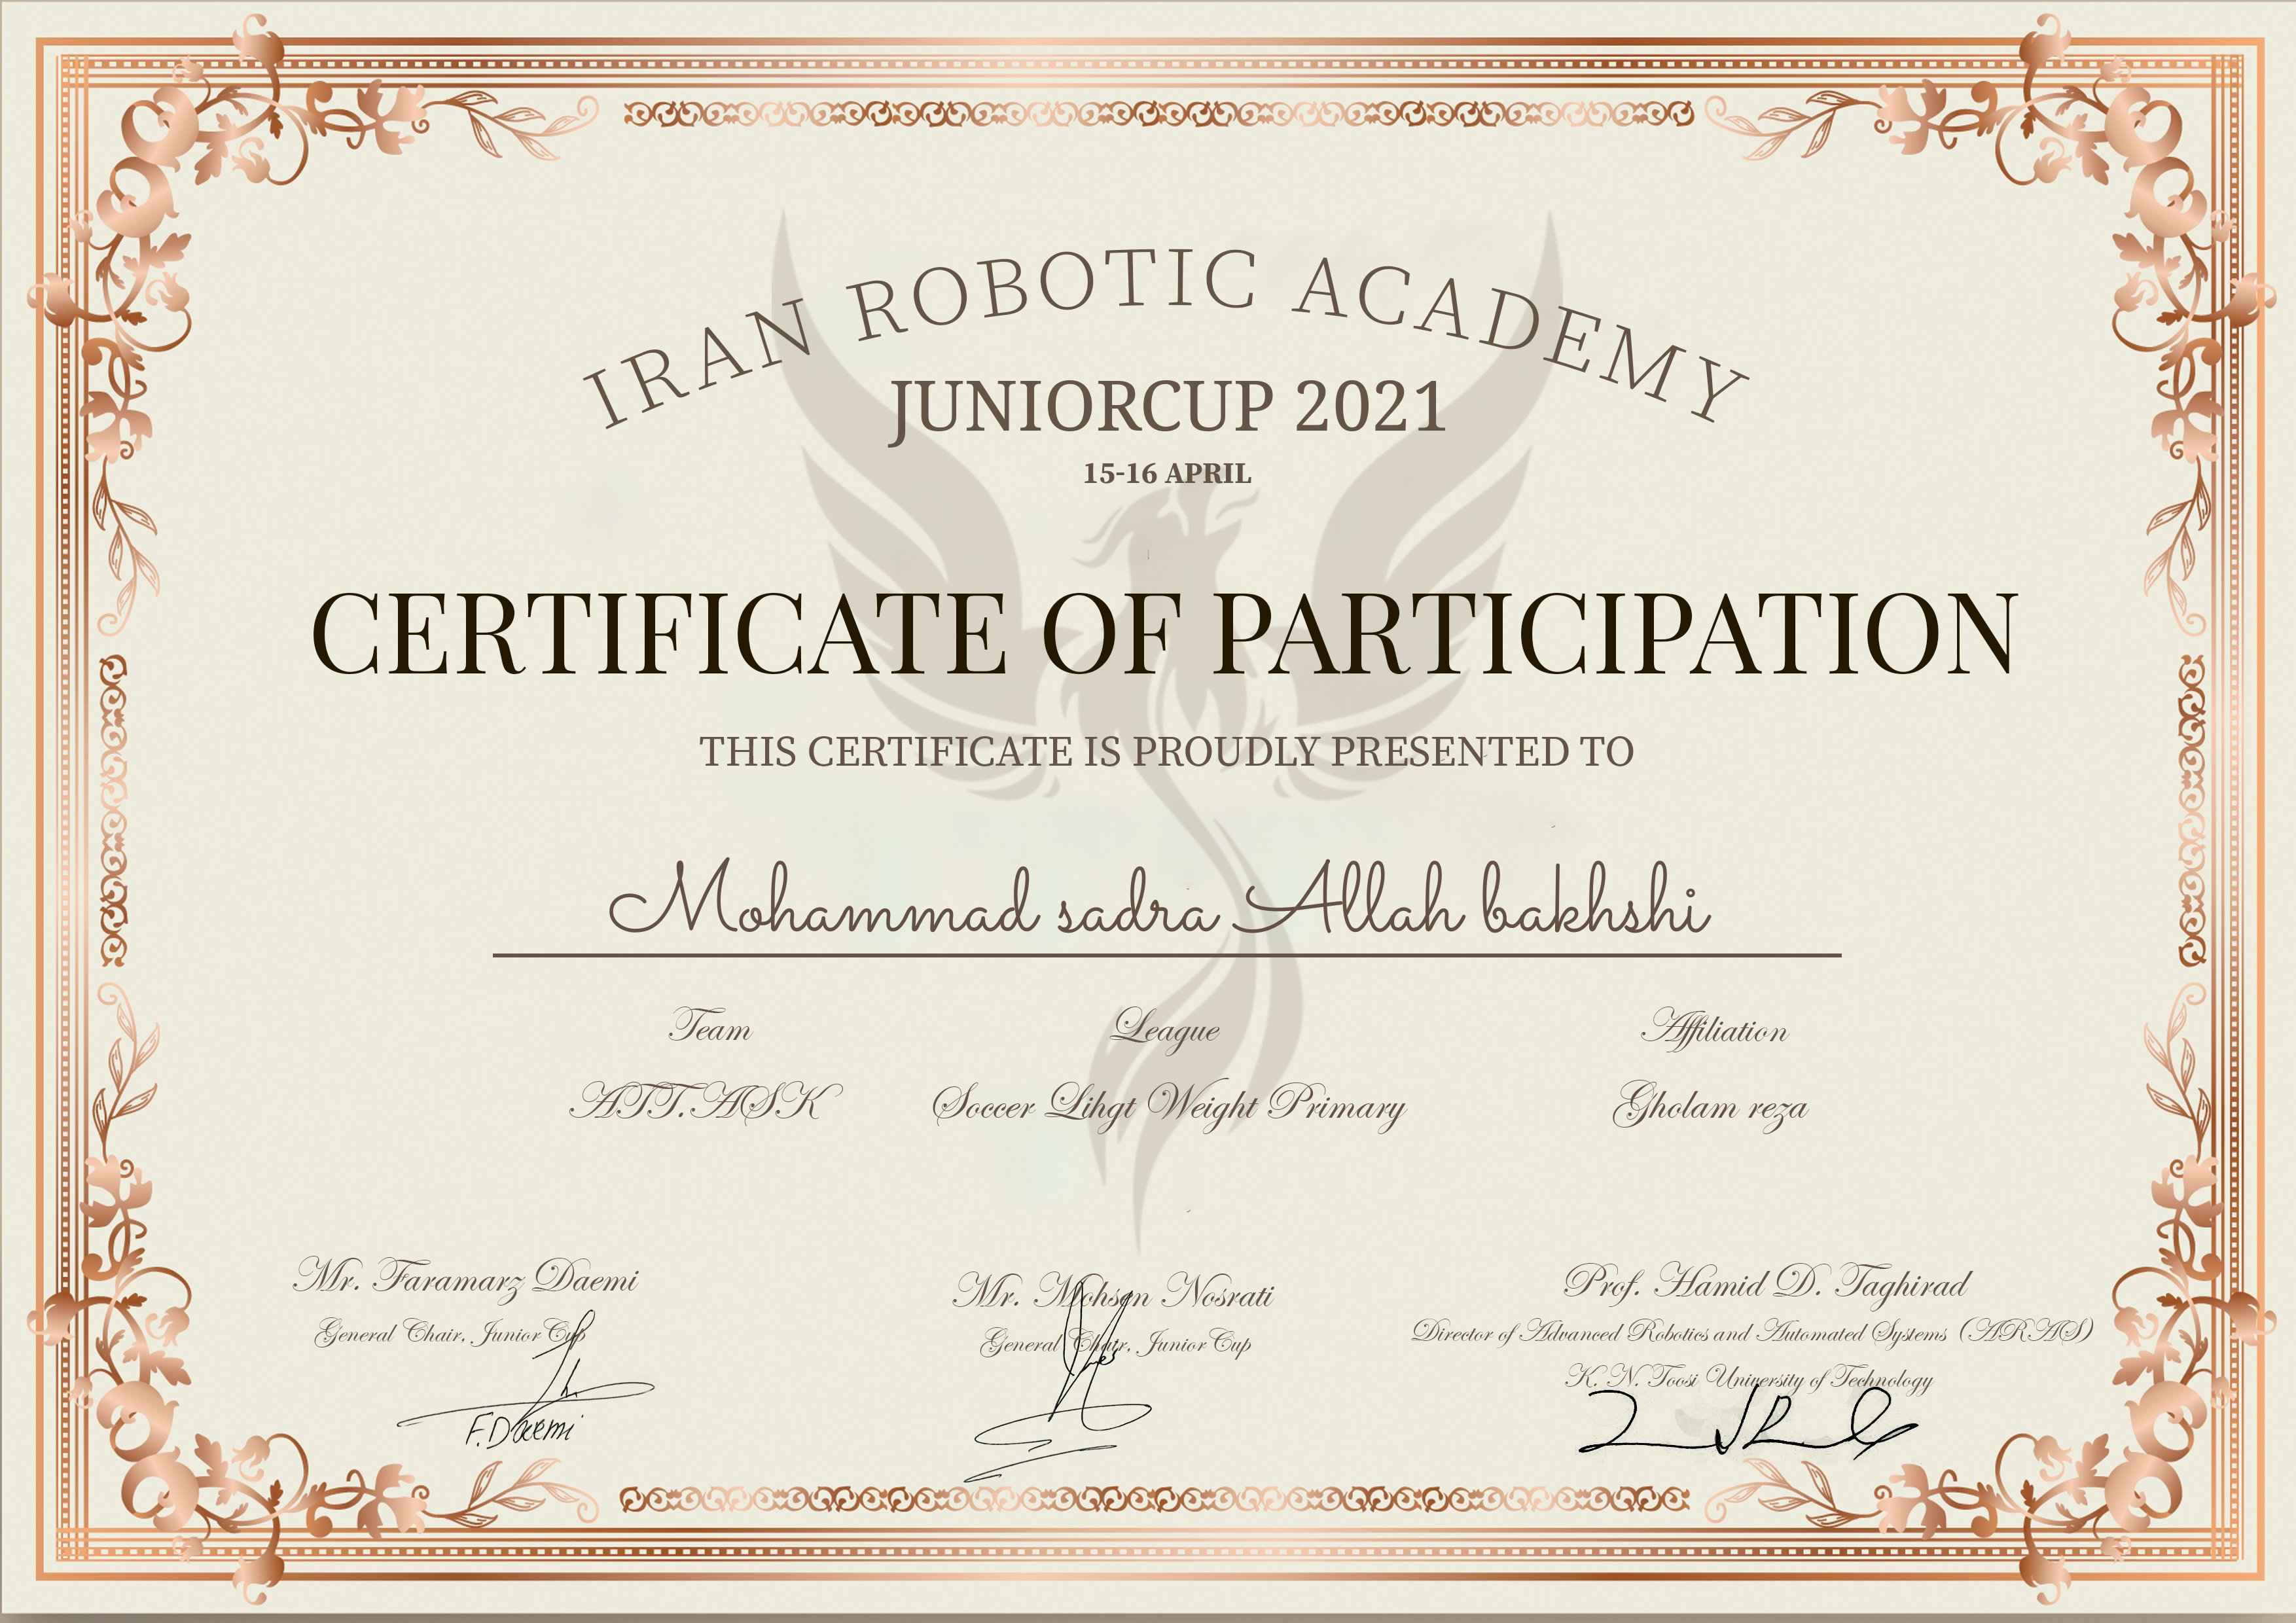 IRAN ROBOTIC ACADEMY
JUNIORCUP 2021
15-16 APRIL
CERTIFICATE OF PARTICIPATION
THIS CERTIFICATE IS PROUDLY PRESENTED TO
Mohammad sadra Allah bakhshi
Team League Affiliation
ATT.ASK Soccer Lihgt Weight Primary Gholam reza
Mr. Faramarz Daemi
General Chair, Junior Cup
F.Daemi
Mr. Mohsen Nosrati
General Chair, Junior Cup
Prof. Hamid D. Taghirad
Director of Advanced Robotics and Automated Systems (ARAS)
K. N. Toosi University of Technology